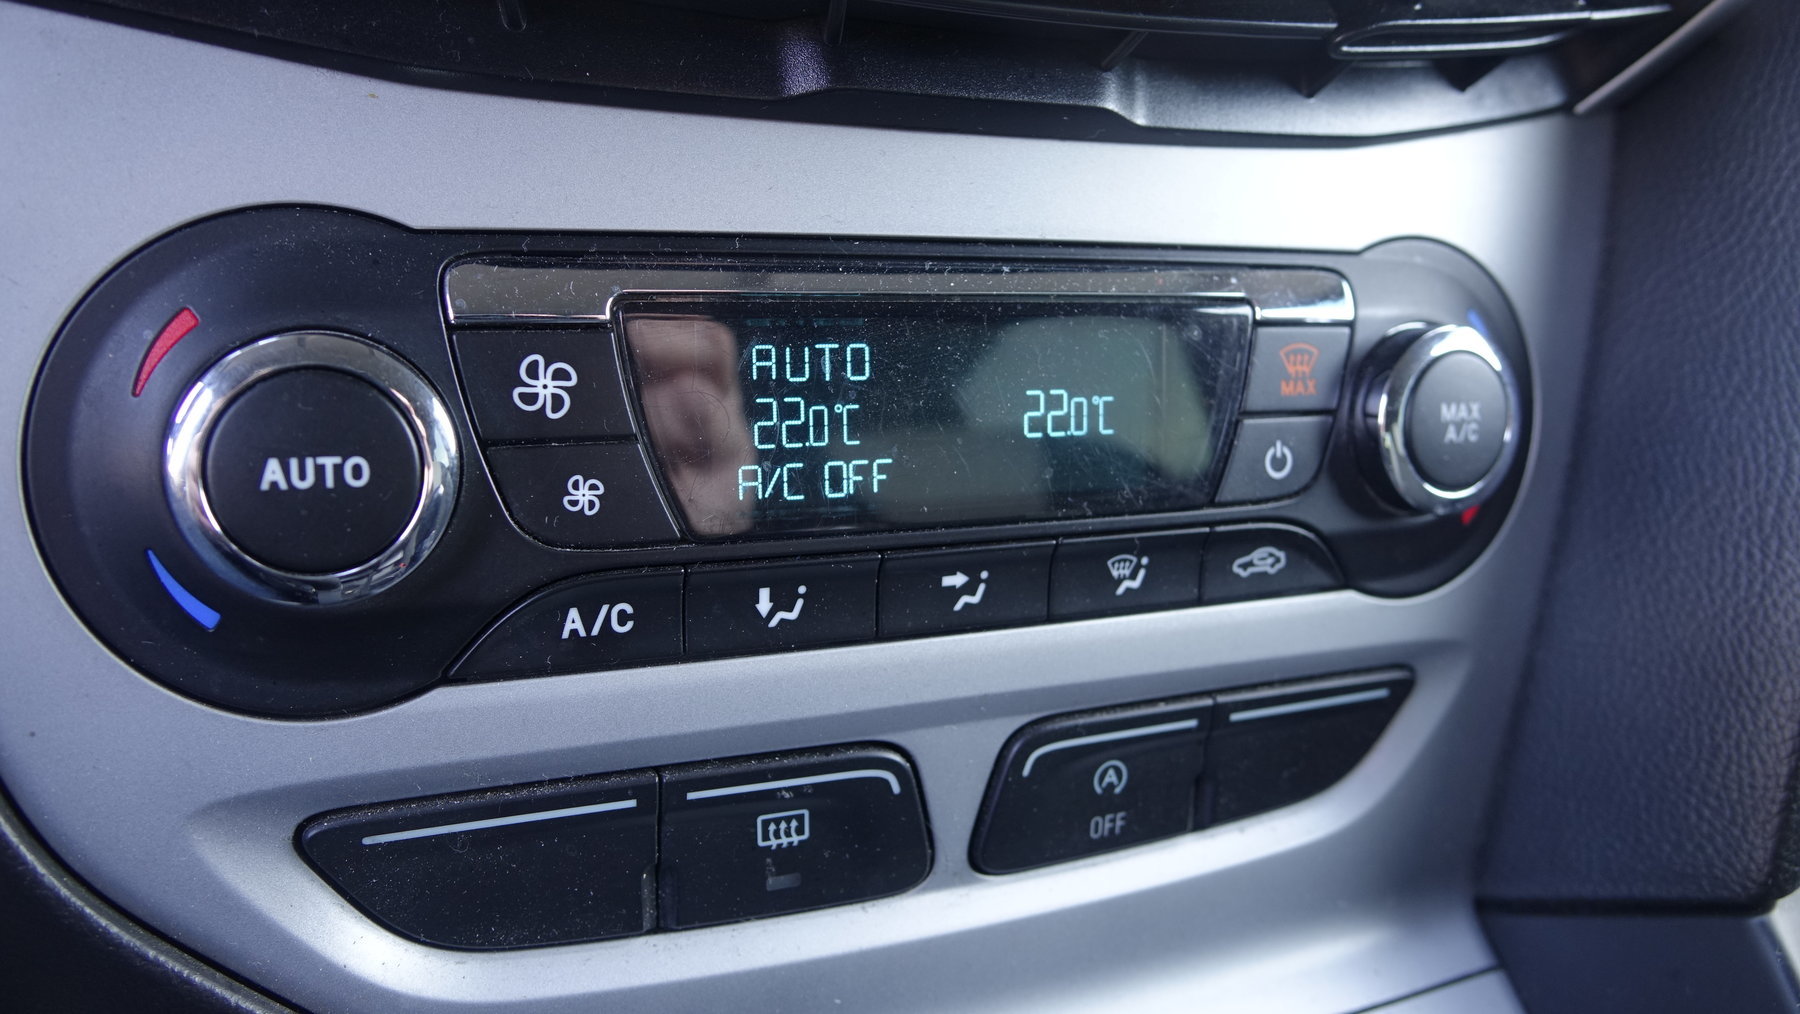 AUTO
AUTO
22.0°C
22.0°C
A/C OFF
MAX
MAX
A/C
A/C
A
OFF